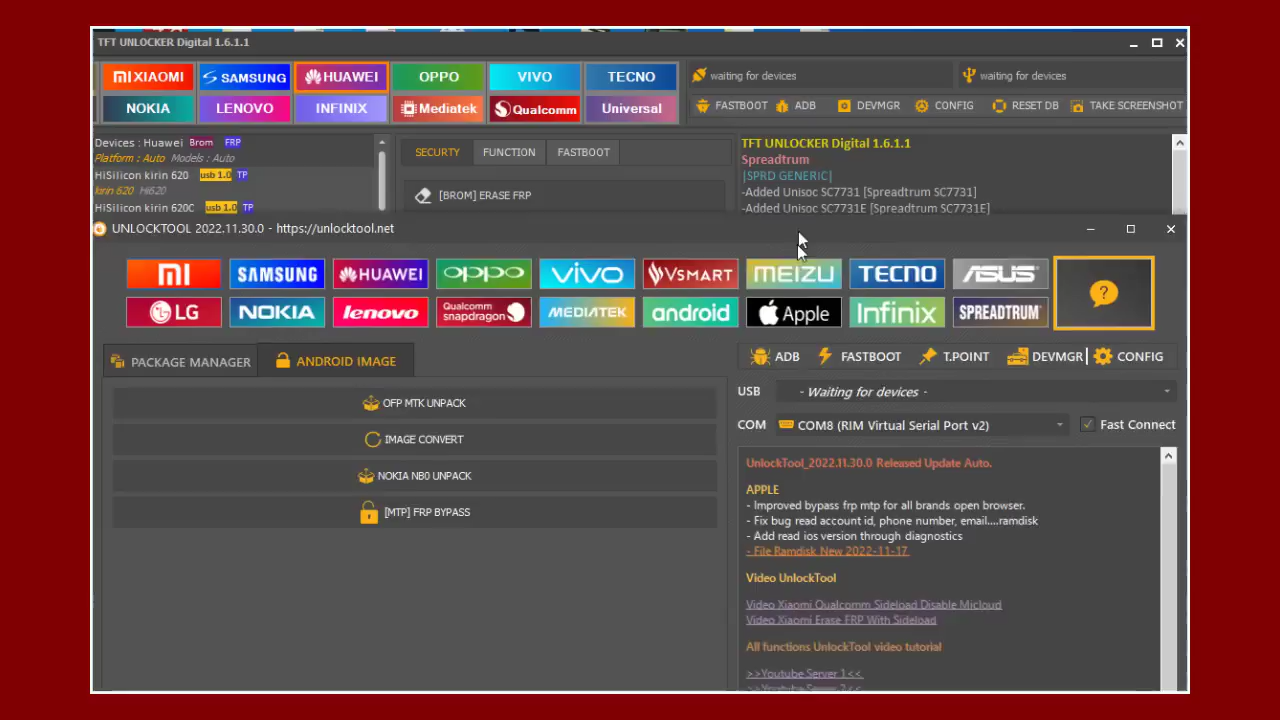 TFT UNLOCKER Digital 1.6.1.1
XIAOMI SAMSUNG HUAWEI OPPO VIVO TECNO
waiting for devices waiting for devices
NOKIA LENOVO INFINIX Mediatek Qualcomm Universal
FASTBOOT ADB DEVMGR CONFIG RESET DB TAKE SCREENSHOT
Devices : Huawei Brom FRP
Platform : Auto Models : Auto
HiSilicon kirin 620 usb 1.0 TP
kirin 620 Hi620
HiSilicon kirin 620C usb 1.0 TP
SECURTY FUNCTION FASTBOOT
[BROM] ERASE FRP
TFT UNLOCKER Digital 1.6.1.1
Spreadtrum
|SPRD GENERIC|
-Added Unisoc SC7731 [Spreadtrum SC7731]
-Added Unisoc SC7731E [Spreadtrum SC7731E]
UNLOCKTOOL 2022.11.30.0 - https://unlocktool.net
MI SAMSUNG HUAWEI oppo vivo VSMART MEIZU TECNO ASUS ?
LG NOKIA lenovo Qualcomm snapdragon MEDIATEK android Apple Infinix SPREADTRUM
PACKAGE MANAGER ANDROID IMAGE
ADB FASTBOOT T.POINT DEVMGR CONFIG
OFP MTK UNPACK
IMAGE CONVERT
NOKIA NB0 UNPACK
[MTP] FRP BYPASS
USB - Waiting for devices -
COM COM8 (RIM Virtual Serial Port v2) Fast Connect
UnlockTool_2022.11.30.0 Released Update Auto.
APPLE
- Improved bypass frp mtp for all brands open browser.
- Fix bug read account id, phone number, email....ramdisk
- Add read ios version through diagnostics
- File Ramdisk New 2022-11-17.
Video UnlockTool
Video Xiaomi Qualcomm Sideload Disable Micloud
Video Xiaomi Erase FRP With Sideload
All functions UnlockTool video tutorial
>>Youtube Server 1<<
>>Youtube Server 2<<